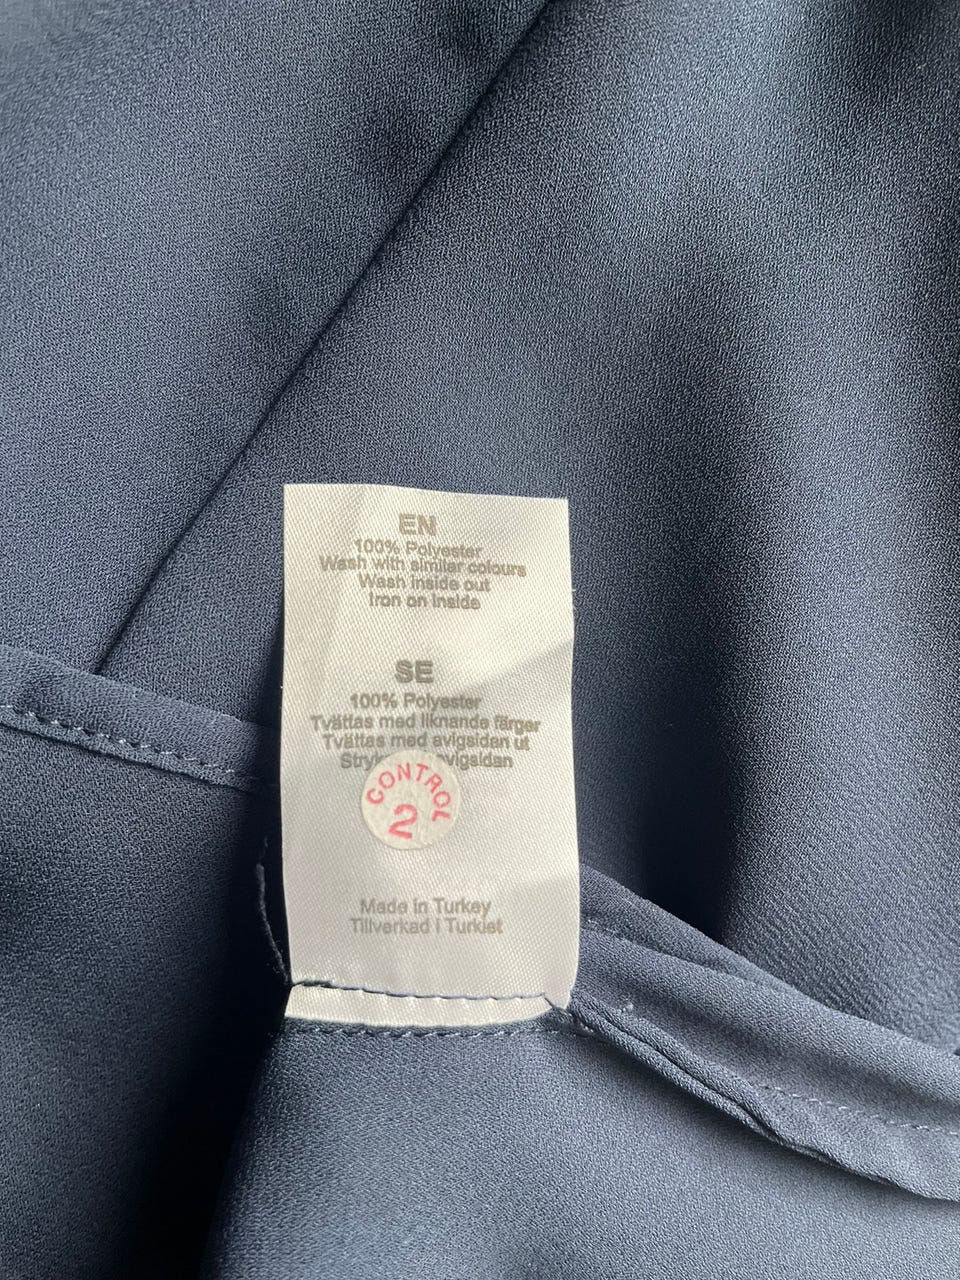 EN
100% Polyester
Wash with similar colours
Wash inside out
Iron on inside
SE
100% Polyester
Tvättas med liknande färger
Tvättas med avigsidan ut
Stryk avigsidan
CONTROL
2
Made in Turkey
Tillverkad i Turkiet